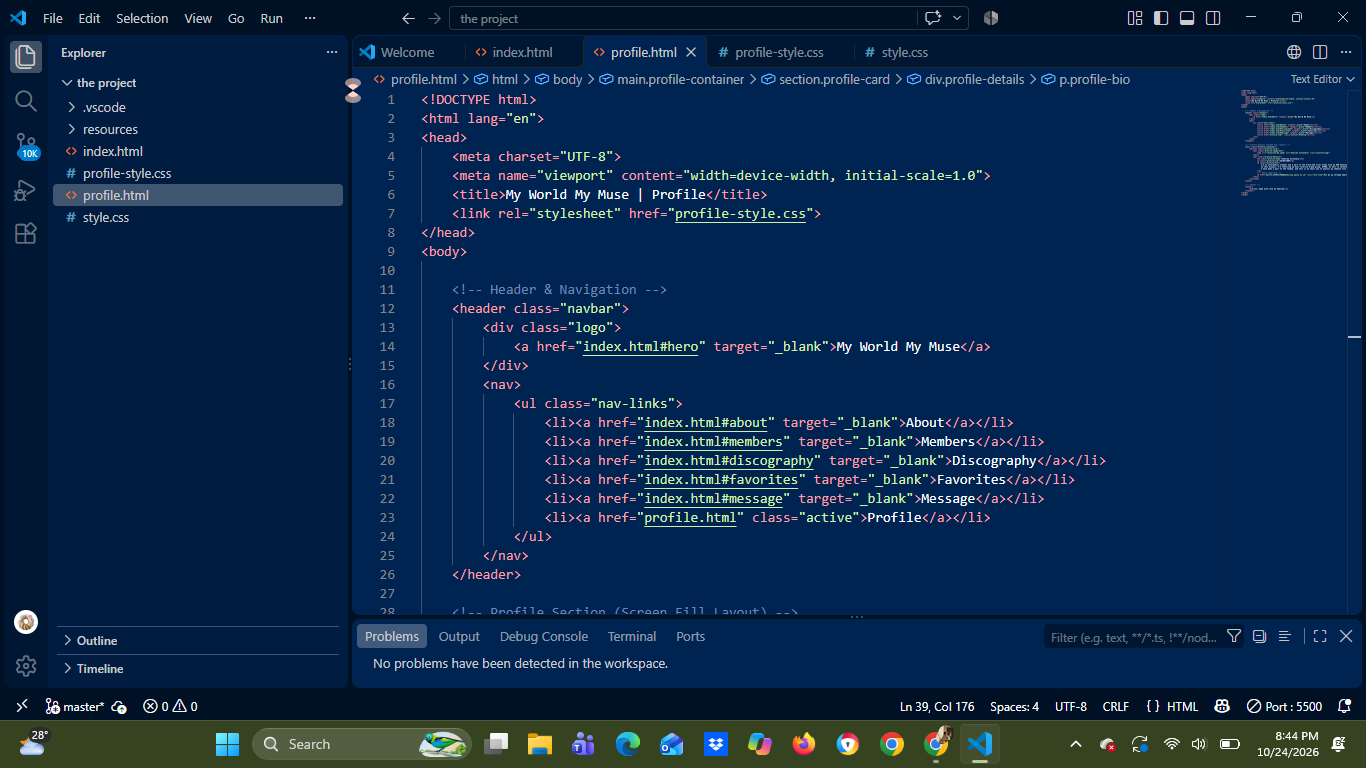 File Edit Selection View Go Run ···
the project
Explorer
Welcome
index.html
profile.html
profile-style.css
style.css
profile.html > html > body > main.profile-container > section.profile-card > div.profile-details > p.profile-bio
Text Editor
the project
.vscode
resources
index.html
profile-style.css
profile.html
style.css
10K
1 <!DOCTYPE html>
2 <html lang="en">
3 <head>
4 <meta charset="UTF-8">
5 <meta name="viewport" content="width=device-width, initial-scale=1.0">
6 <title>My World My Muse | Profile</title>
7 <link rel="stylesheet" href="profile-style.css">
8 </head>
9 <body>
10
11 <!-- Header & Navigation -->
12 <header class="navbar">
13 <div class="logo">
14 <a href="index.html#hero" target="_blank">My World My Muse</a>
15 </div>
16 <nav>
17 <ul class="nav-links">
18 <li><a href="index.html#about" target="_blank">About</a></li>
19 <li><a href="index.html#members" target="_blank">Members</a></li>
20 <li><a href="index.html#discography" target="_blank">Discography</a></li>
21 <li><a href="index.html#favorites" target="_blank">Favorites</a></li>
22 <li><a href="index.html#message" target="_blank">Message</a></li>
23 <li><a href="profile.html" class="active">Profile</a></li>
24 </ul>
25 </nav>
26 </header>
27
28 <!-- Profile Section (Screen Fill Layout) -->
Outline
Timeline
Problems Output Debug Console Terminal Ports
Filter (e.g. text, **/*.ts, !**/nod...
No problems have been detected in the workspace.
master* 0 0
Ln 39, Col 176 Spaces: 4 UTF-8 CRLF { } HTML Port : 5500
28°
Search
8:44 PM
10/24/2026